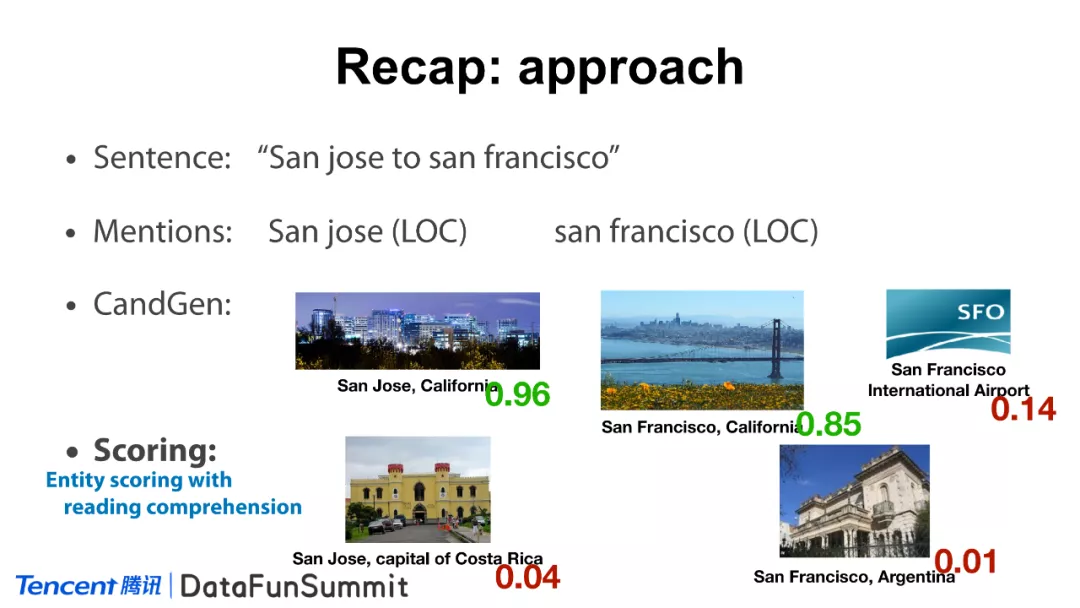 Recap: approach
• Sentence: “San jose to san francisco”
• Mentions: San jose (LOC) san francisco (LOC)
• CandGen:
SFO
San Jose, California
0.96
San Francisco, California
0.85
San Francisco
International Airport
0.14
• Scoring:
Entity scoring with
reading comprehension
San Jose, capital of Costa Rica
0.04
San Francisco, Argentina
0.01
Tencent 腾讯 | DataFunSummit